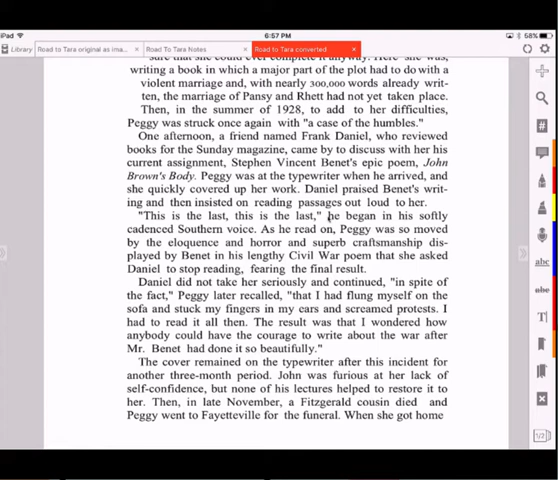 iPad
6:57 PM
58%
Library
Road to Tara original as ima...
Road To Tara Notes
Road to Tara converted
sure that she could ever complete it anyway. Here she was,
writing a book in which a major part of the plot had to do with a
violent marriage and, with nearly 300,000 words already writ-
ten, the marriage of Pansy and Rhett had not yet taken place.
Then, in the summer of 1928, to add to her difficulties,
Peggy was struck once again with "a case of the humbles."
One afternoon, a friend named Frank Daniel, who reviewed
books for the Sunday magazine, came by to discuss with her his
current assignment, Stephen Vincent Benet's epic poem, John
Brown's Body. Peggy was at the typewriter when he arrived, and
she quickly covered up her work. Daniel praised Benet's writ-
ing and then insisted on reading passages out loud to her.
"This is the last, this is the last," he began in his softly
cadenced Southern voice. As he read on, Peggy was so moved
by the eloquence and horror and superb craftsmanship dis-
played by Benet in his lengthy Civil War poem that she asked
Daniel to stop reading, fearing the final result.
Daniel did not take her seriously and continued, "in spite of
the fact," Peggy later recalled, "that I had flung myself on the
sofa and stuck my fingers in my ears and screamed protests. I
had to read it all then. The result was that I wondered how
anybody could have the courage to write about the war after
Mr. Benet had done it so beautifully."
The cover remained on the typewriter after this incident for
another three-month period. John was furious at her lack of
self-confidence, but none of his lectures helped to restore it to
her. Then, in late November, a Fitzgerald cousin died and
Peggy went to Fayetteville for the funeral. When she got home
#
abc
abc
T
1/2